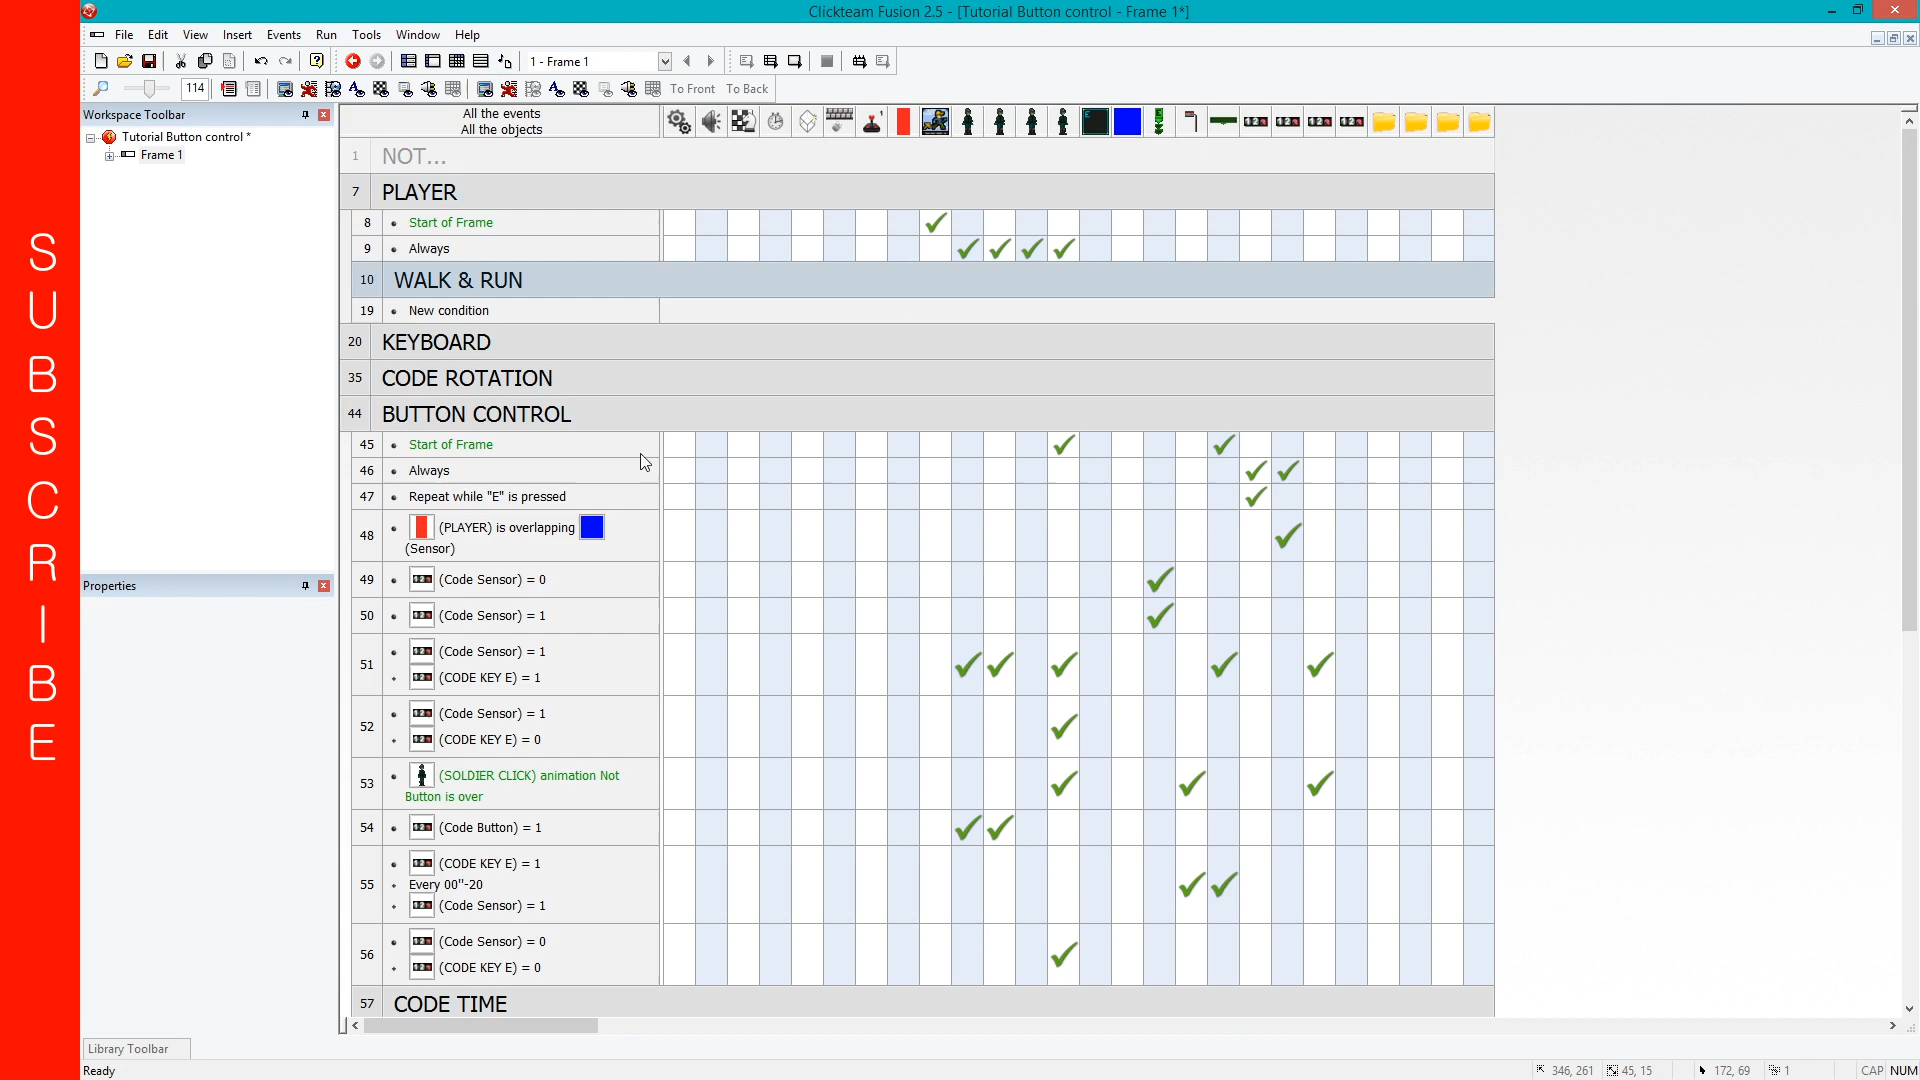 Clickteam Fusion 2.5 - [Tutorial Button control - Frame 1*]
File Edit View Insert Events Run Tools Window Help
1 - Frame 1
114 To Front To Back
Workspace Toolbar
Tutorial Button control *
Frame 1
Properties
Library Toolbar
SUBSCRIBE
All the events
All the objects
1 NOT...
7 PLAYER
8 Start of Frame
9 Always
10 WALK & RUN
19 New condition
20 KEYBOARD
35 CODE ROTATION
44 BUTTON CONTROL
45 Start of Frame
46 Always
47 Repeat while "E" is pressed
48 (PLAYER) is overlapping
(Sensor)
49 (Code Sensor) = 0
50 (Code Sensor) = 1
51 (Code Sensor) = 1
(CODE KEY E) = 1
52 (Code Sensor) = 1
(CODE KEY E) = 0
53 (SOLDIER CLICK) animation Not
Button is over
54 (Code Button) = 1
55 (CODE KEY E) = 1
Every 00"-20
(Code Sensor) = 1
56 (Code Sensor) = 0
(CODE KEY E) = 0
57 CODE TIME
Ready 346, 261 45, 15 172, 69 1 CAP NUM